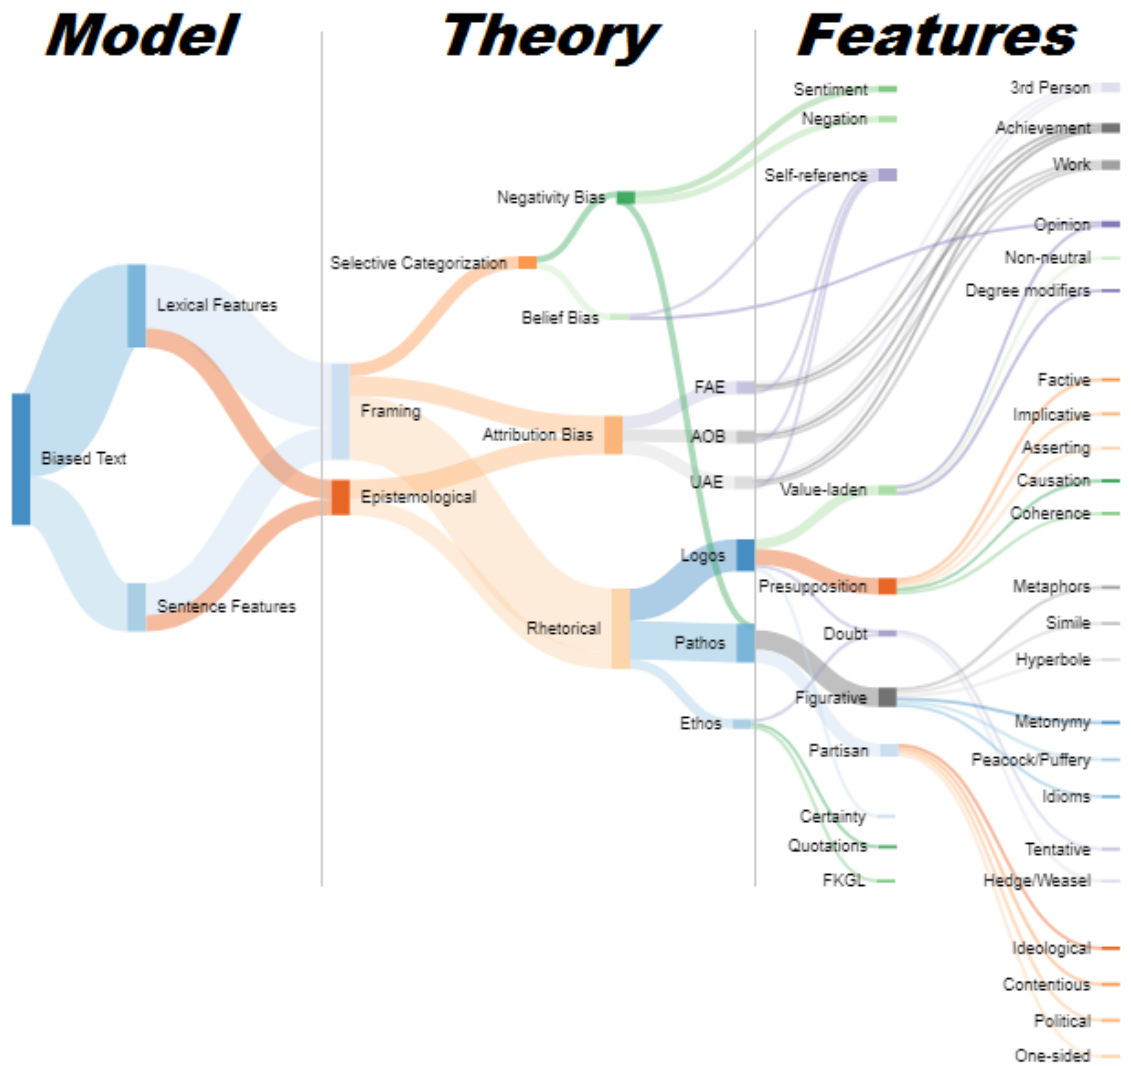 Model
Theory
Features
Sentiment
3rd Person
Negation
Achievement
Work
Self-reference
Negativity Bias
Opinion
Selective Categorization
Non-neutral
Degree modifiers
Lexical Features
Belief Bias
FAE
Factive
Framing
Implicative
Attribution Bias
AOB
Asserting
Biased Text
UAE
Causation
Value-laden
Epistemological
Coherence
Logos
Presupposition
Metaphors
Sentence Features
Simile
Rhetorical
Doubt
Pathos
Hyperbole
Figurative
Ethos
Metonymy
Partisan
Peacock/Puffery
Idioms
Certainty
Quotations
Tentative
FKGL
Hedge/Weasel
Ideological
Contentious
Political
One-sided